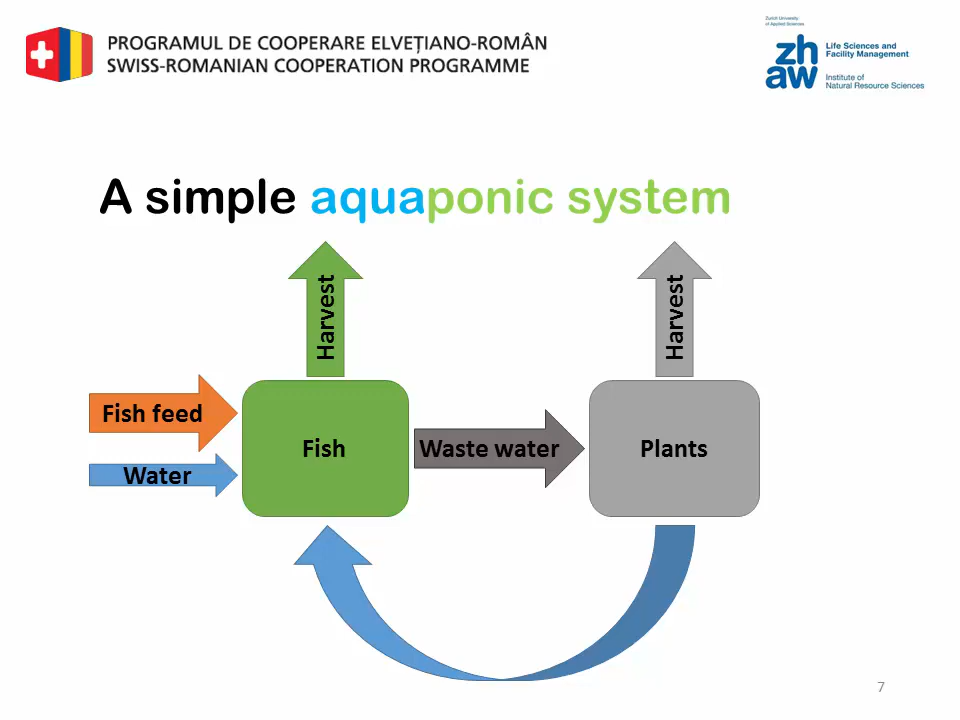 PROGRAMUL DE COOPERARE ELVEȚIANO-ROMÂN
SWISS-ROMANIAN COOPERATION PROGRAMME
Zurich University
of Applied Sciences
zh
aw
Life Sciences and
Facility Management
Institute of
Natural Resource Sciences
A simple aquaponic system
Harvest
Harvest
Fish feed
Water
Fish
Waste water
Plants
7